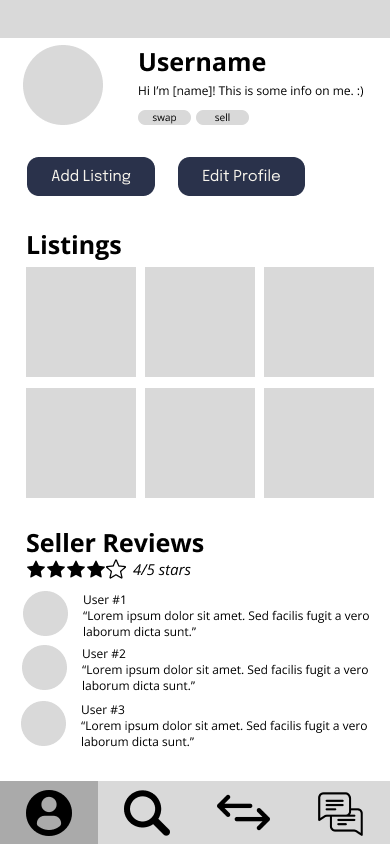 Username
Hi I’m [name]! This is some info on me. :)
swap sell
Add Listing Edit Profile
Listings
Seller Reviews
4/5 stars
User #1
“Lorem ipsum dolor sit amet. Sed facilis fugit a vero
laborum dicta sunt.”
User #2
“Lorem ipsum dolor sit amet. Sed facilis fugit a vero
laborum dicta sunt.”
User #3
“Lorem ipsum dolor sit amet. Sed facilis fugit a vero
laborum dicta sunt.”